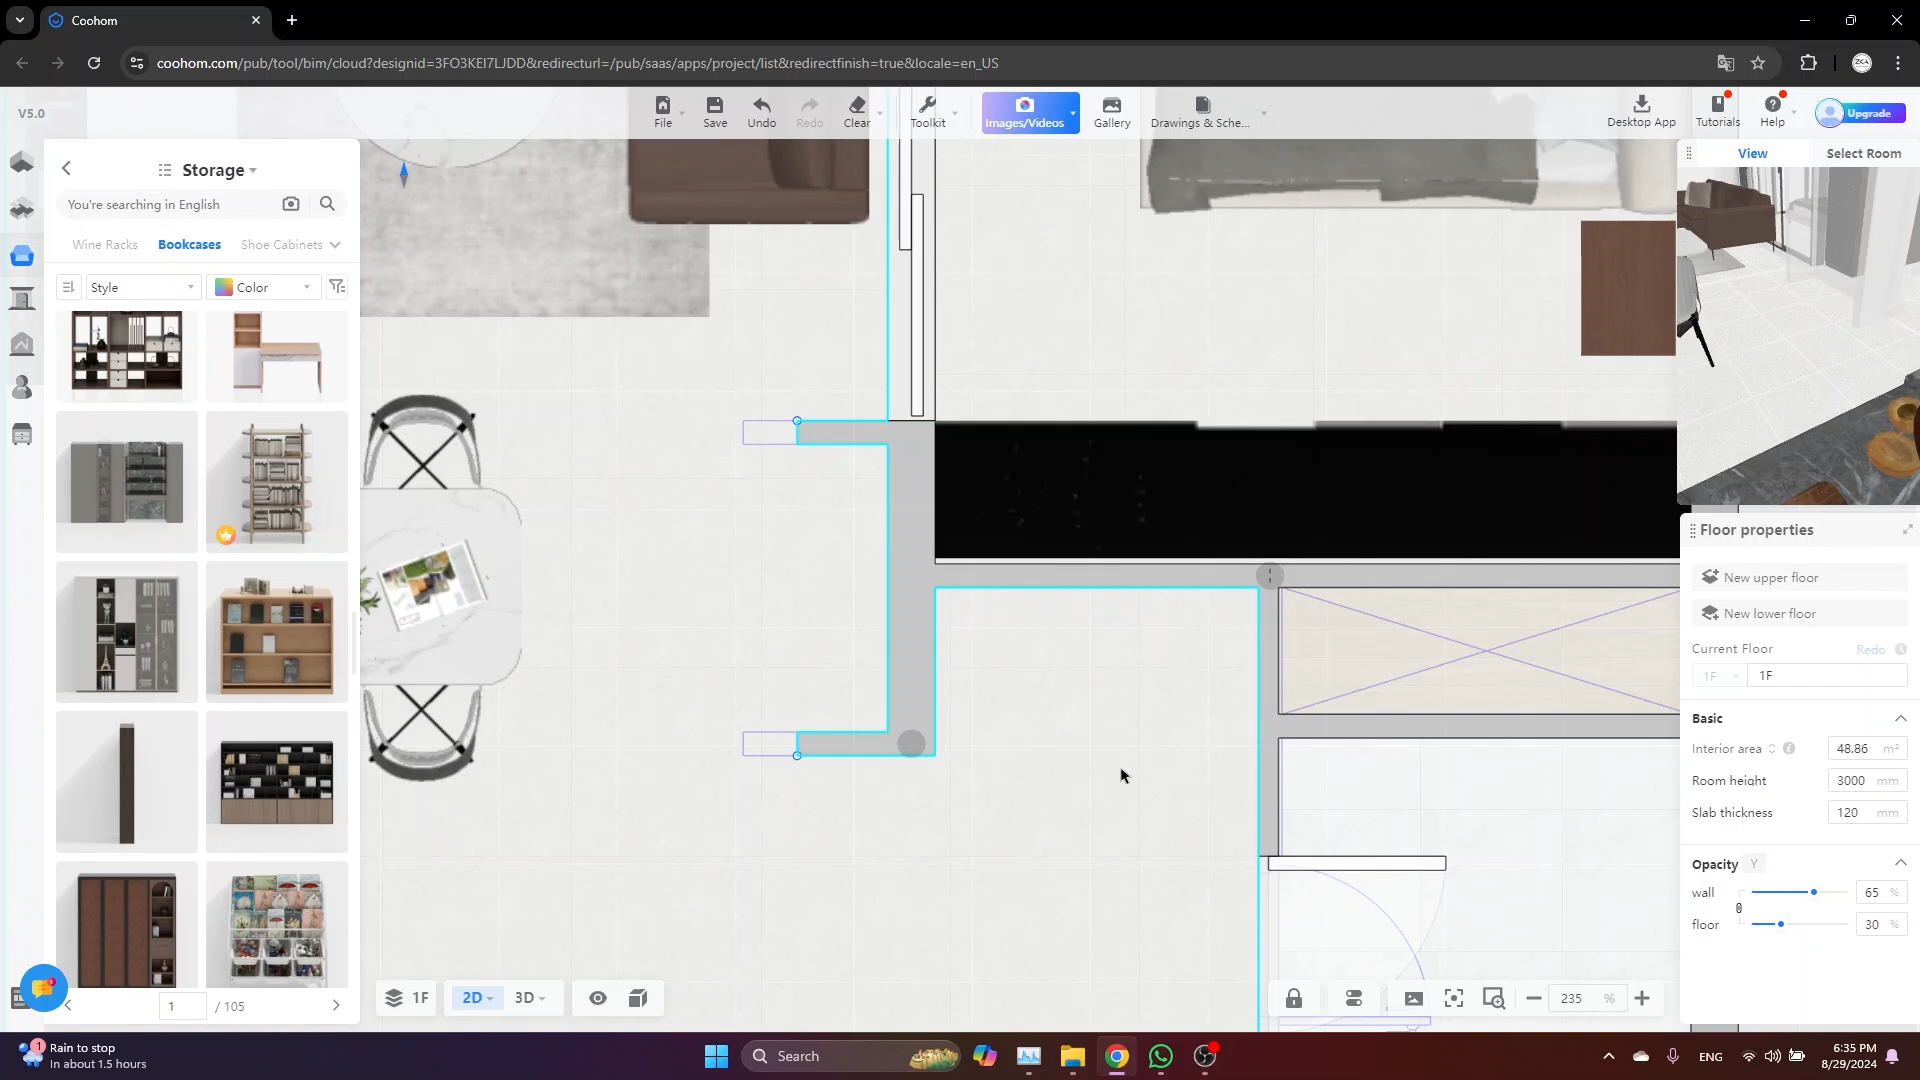 Coohom
coohom.com/pub/tool/bim/cloud?designid=3FO3KEI7LJDD&redirecturl=/pub/saas/apps/project/list&redirectfinish=true&locale=en_US
V5.0
File
Save
Undo
Redo
Clear
Toolkit
Images/Videos
Gallery
Drawings & Sche...
Desktop App
Tutorials
Help
Upgrade
Storage
You're searching in English
Wine Racks
Bookcases
Shoe Cabinets
Style
Color
1
/ 105
View
Select Room
Floor properties
New upper floor
New lower floor
Current Floor
Redo
1F
1F
Basic
Interior area
48.86 m²
Room height
3000 mm
Slab thickness
120 mm
Opacity
Y
wall
65 %
floor
30 %
1F
2D
3D
235 %
1
Rain to stop
In about 1.5 hours
Search
ENG
6:35 PM
8/29/2024